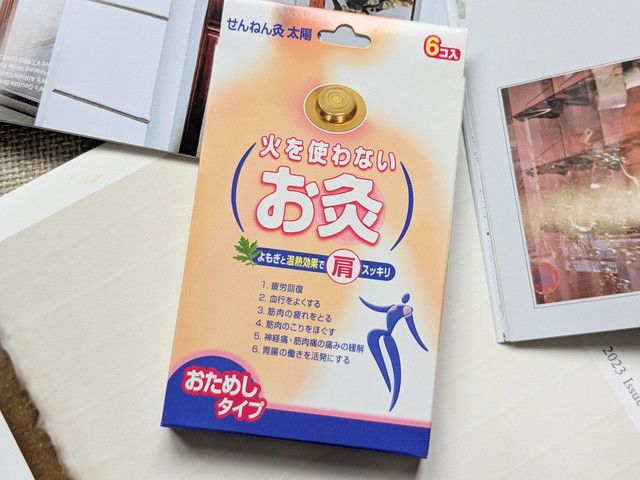 せんねん灸 太陽
6コ入
火を使わない
お灸
よもぎと温熱効果で肩スッキリ
1. 疲労回復
2. 血行をよくする
3. 筋肉の疲れをとる
4. 筋肉のこりをほぐす
5. 神経痛・筋肉痛の痛みの緩解
6. 胃腸の働きを活発にする
おためし
タイプ
2023 Issue